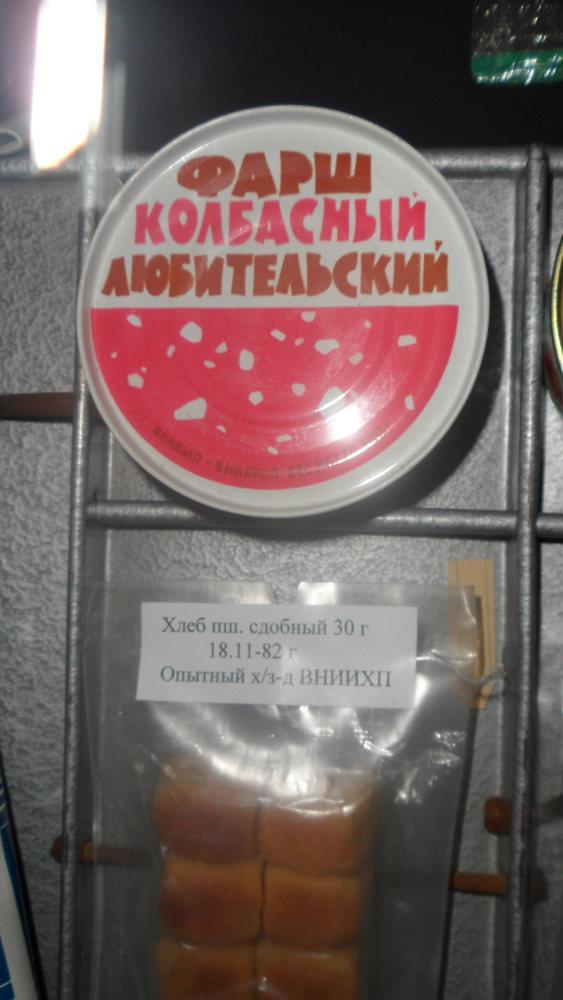 ФАРШ
КОЛБАСНЫЙ
ЛЮБИТЕЛЬСКИЙ
Хлеб пш. сдобный 30 г
18.11-82 г
Опытный х/з-д ВНИИХП